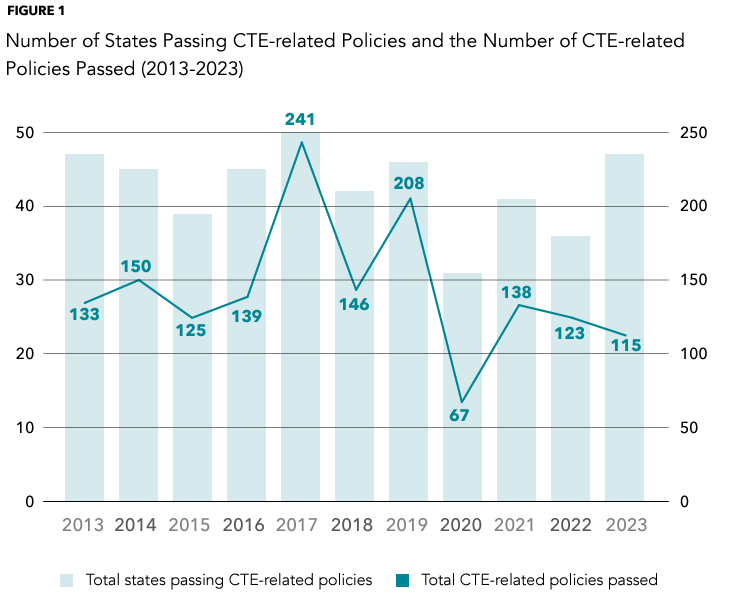 FIGURE 1
Number of States Passing CTE-related Policies and the Number of CTE-related
Policies Passed (2013-2023)
50 241 250
40 208 200
30 133 150 125 139 146 138 123 115 150
20 100
10 67 50
0 0
2013 2014 2015 2016 2017 2018 2019 2020 2021 2022 2023
Total states passing CTE-related policies Total CTE-related policies passed